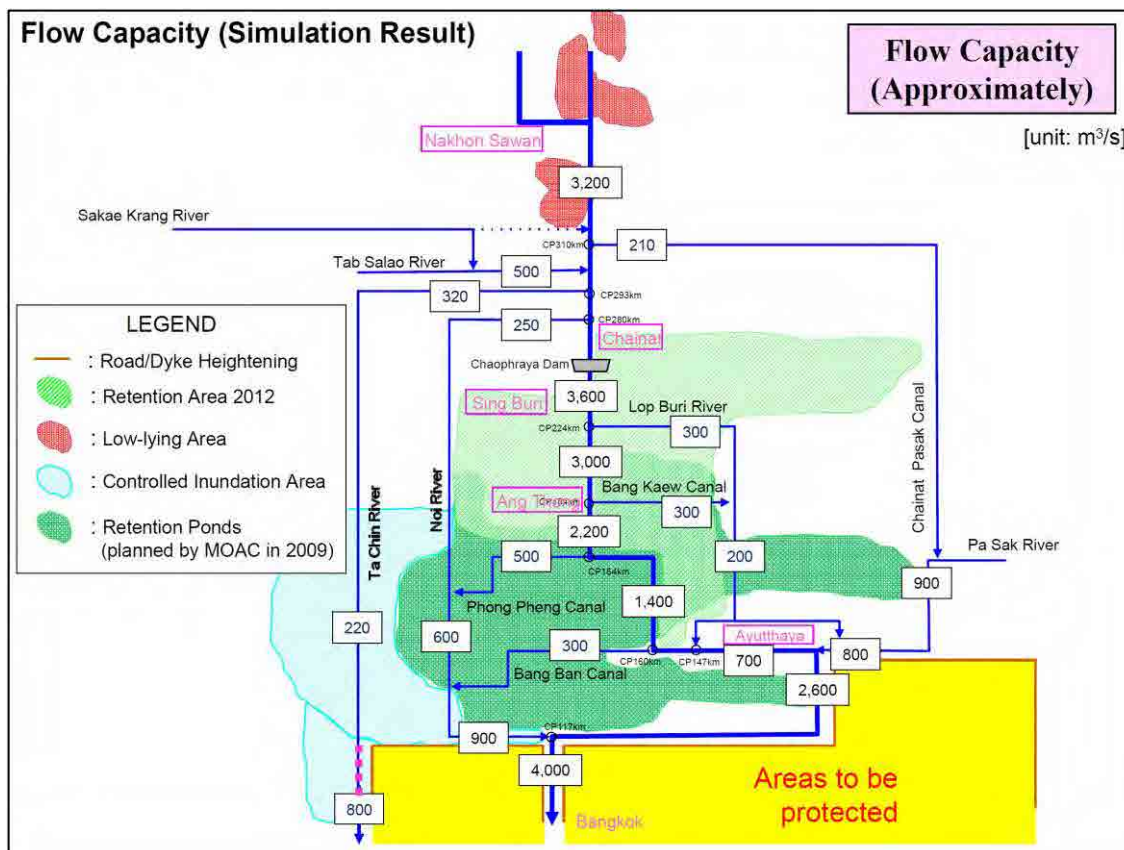 Flow Capacity (Simulation Result)
Flow Capacity
(Approximately)
[unit: m³/s]
Nakhon Sawan
3,200
Sakae Krang River
CP310km
210
Tab Salao River
500
320
CP293km
250
CP280km
Chainat
Chaophraya Dam
3,600
Sing Buri
Lop Buri River
CP224km
300
3,000
Bang Kaew Canal
Ang Thong
300
2,200
Chainat Pasak Canal
Pa Sak River
500
CP164km
200
900
Phong Pheng Canal
1,400
Ta Chin River
Noi River
220
600
300
CP160km
CP147km
Ayutthaya
700
800
Bang Ban Canal
2,600
CP117km
900
4,000
800
Areas to be
protected
Bangkok
LEGEND
: Road/Dyke Heightening
: Retention Area 2012
: Low-lying Area
: Controlled Inundation Area
: Retention Ponds
(planned by MOAC in 2009)